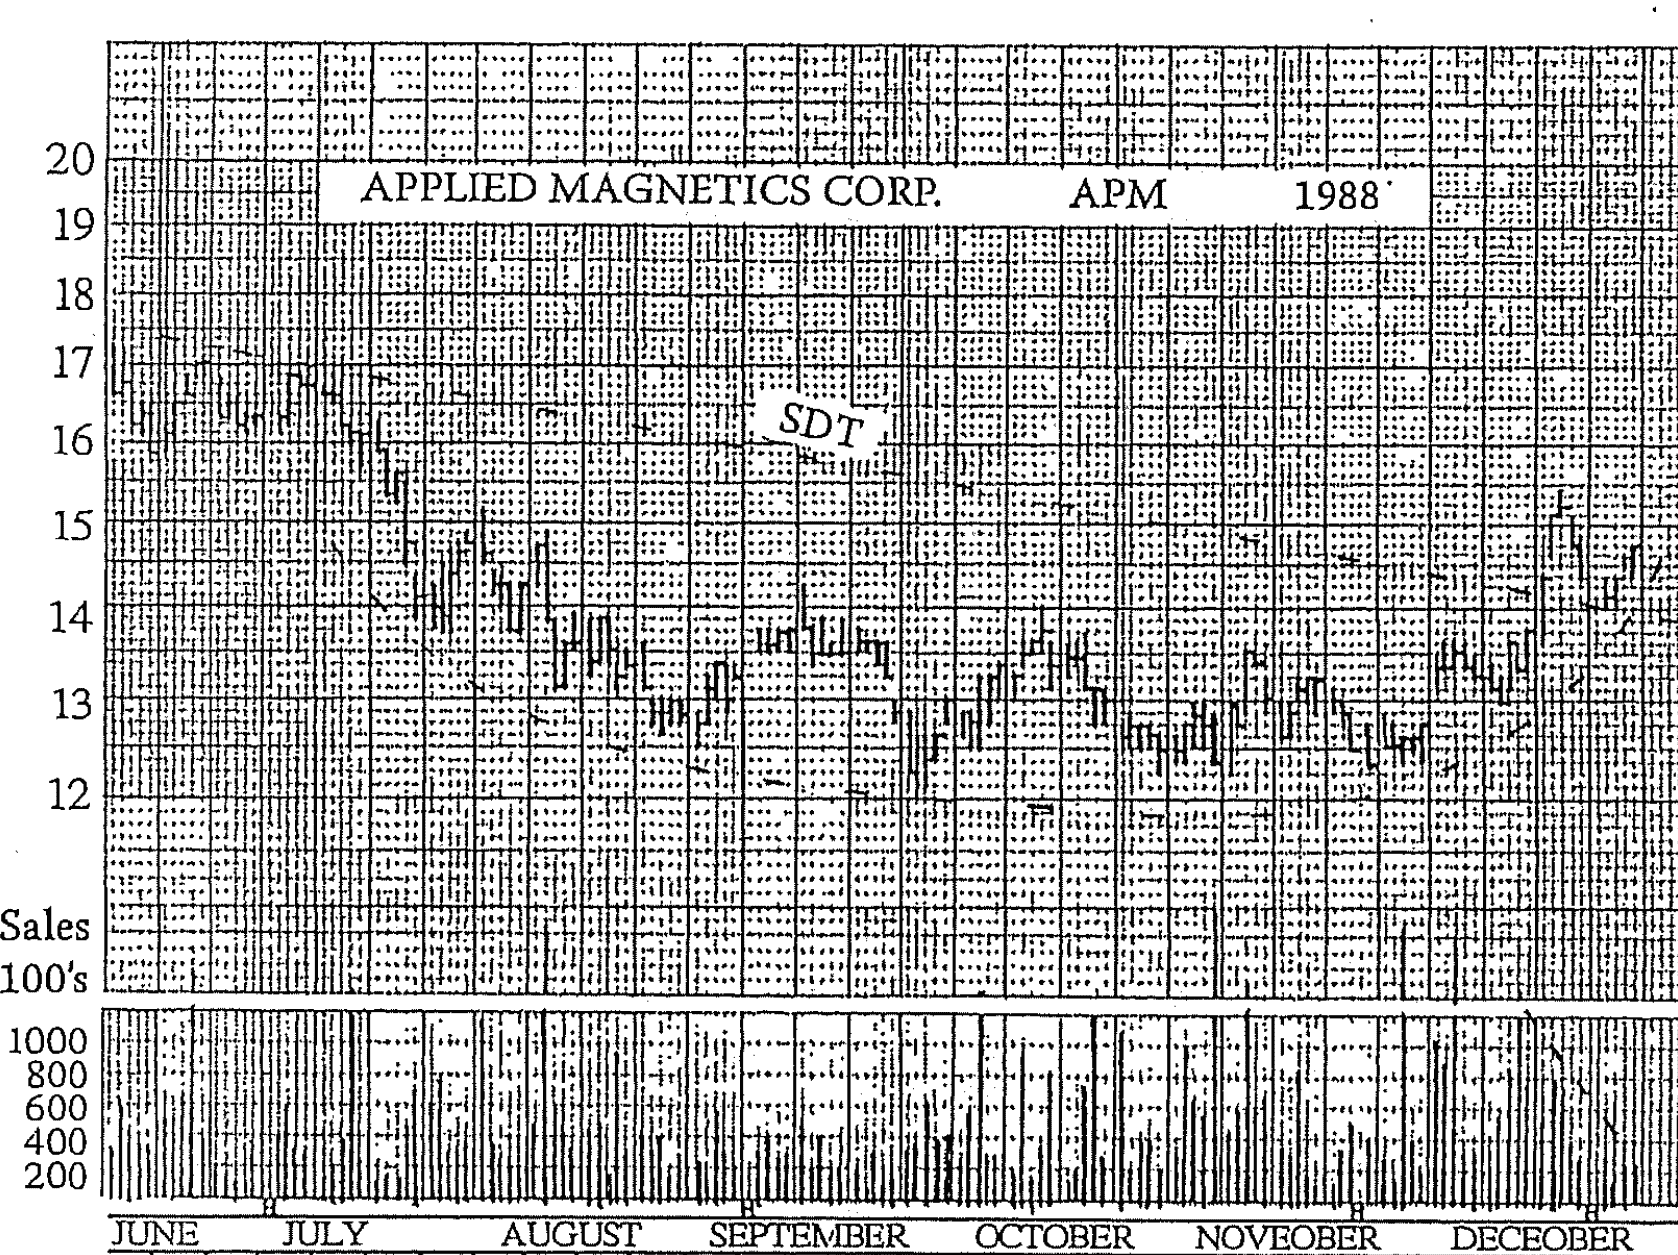 20
APPLIED MAGNETICS CORP. APM 1988
19
18
17
SDT
16
15
14
13
12
Sales
100's
1000
800
600
400
200
H H H H
JUNE JULY AUGUST SEPTEMBER OCTOBER NOVEOBER DECEOBER